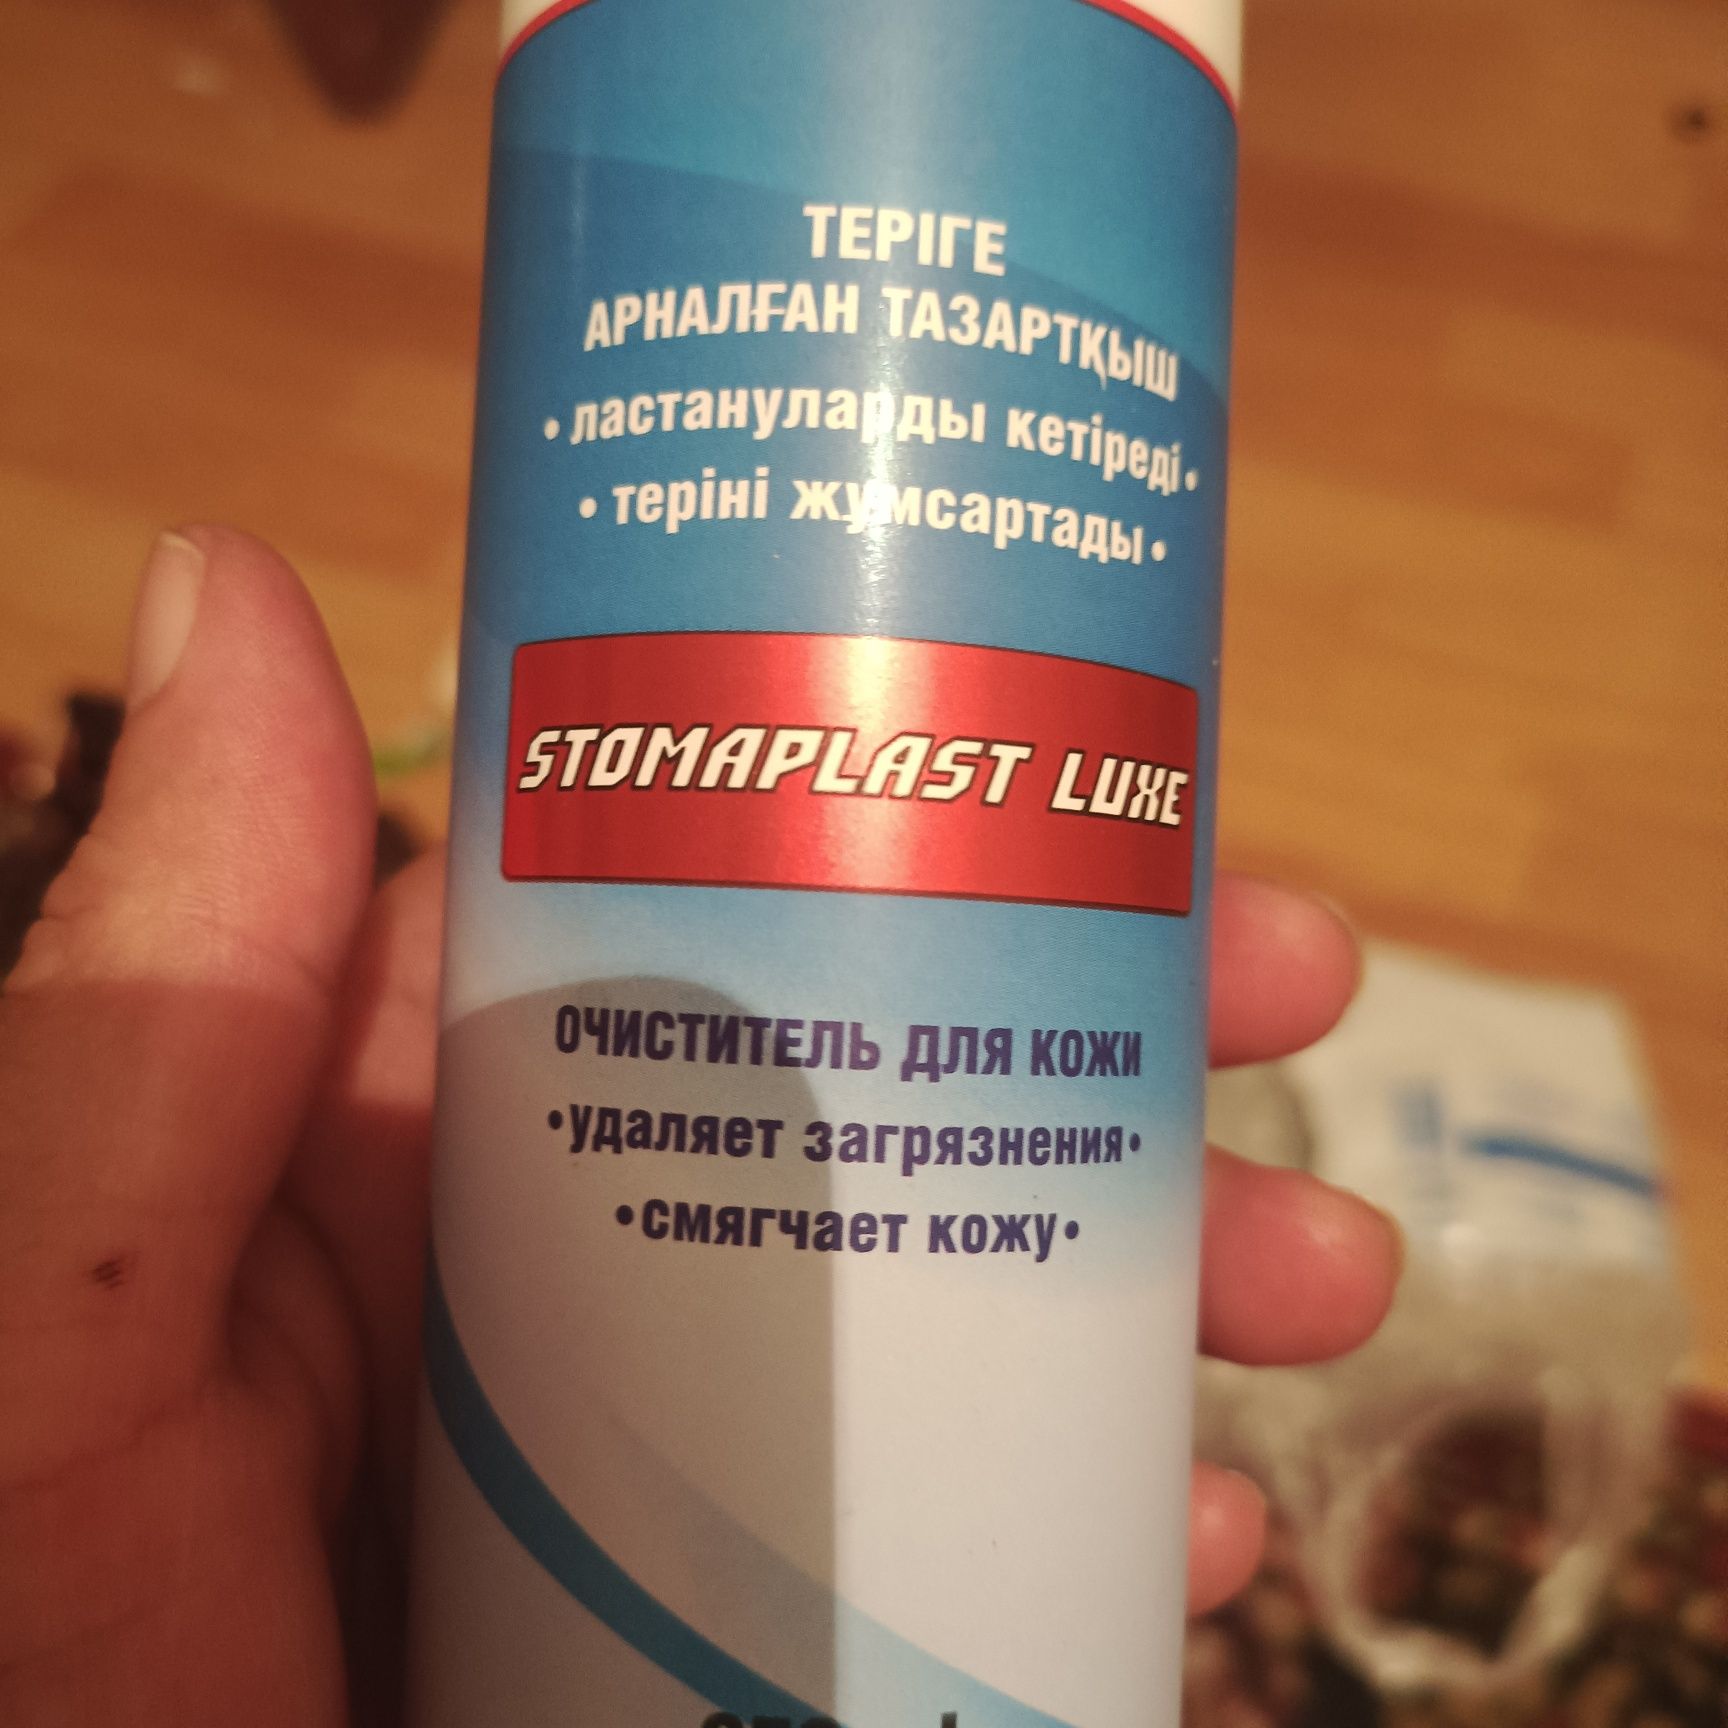 ТЕРІГЕ
АРНАЛҒАН ТАЗАРТҚЫШ
• ластануларды кетіреді •
• теріні жұмсартады •
STOMAPLAST LUXE
ОЧИСТИТЕЛЬ ДЛЯ КОЖИ
•удаляет загрязнения•
•смягчает кожу•